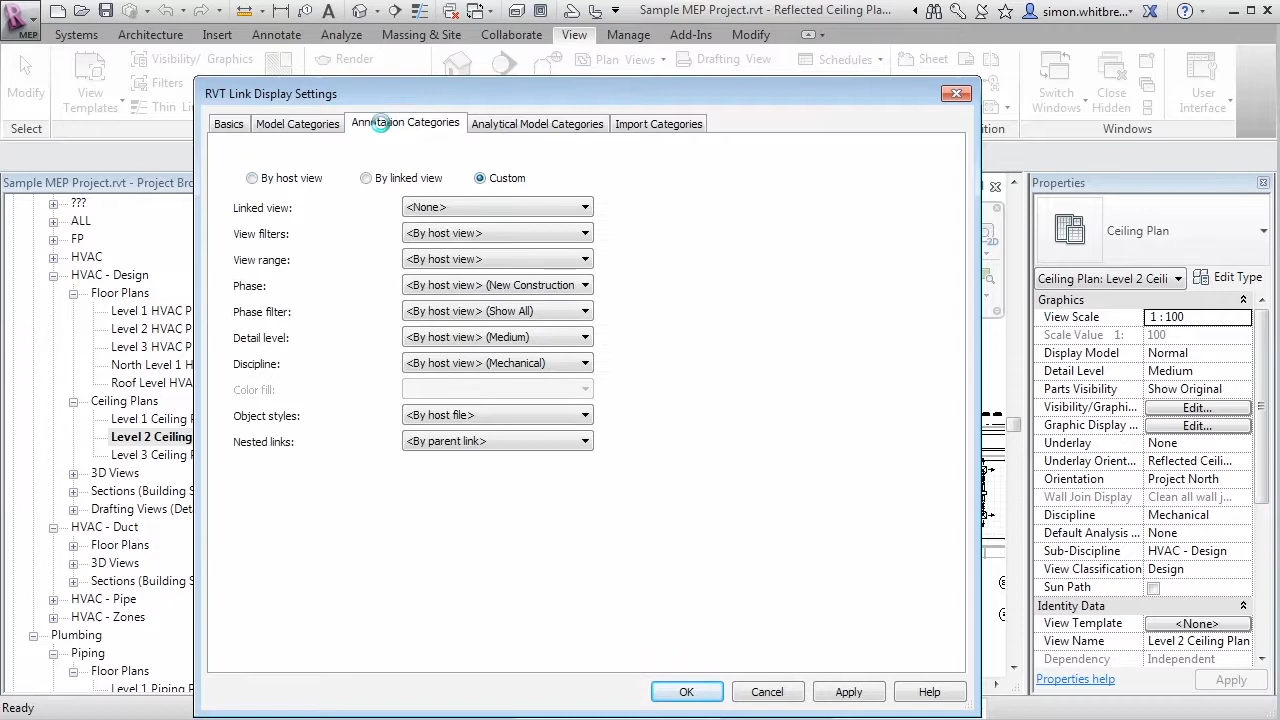 Sample MEP Project.rvt - Reflected Ceiling Pla...
simon.whitbre...
MEP
Systems Architecture Insert Annotate Analyze Massing & Site Collaborate View Manage Add-Ins Modify
Modify
View
Templates
Visibility/ Graphics
Filters
Thin
Render
Plan Views
Drafting View
Schedules
Sheet
Switch
Windows
Close
Hidden
User
Interface
Select
Windows
RVT Link Display Settings
Basics Model Categories Annotation Categories Analytical Model Categories Import Categories
By host view By linked view Custom
Linked view: <None>
View filters: <By host view>
View range: <By host view>
Phase: <By host view> (New Construction
Phase filter: <By host view> (Show All)
Detail level: <By host view> (Medium)
Discipline: <By host view> (Mechanical)
Color fill:
Object styles: <By host file>
Nested links: <By parent link>
OK Cancel Apply Help
Sample MEP Project.rvt - Project Bro
???
ALL
FP
HVAC
HVAC - Design
Floor Plans
Level 1 HVAC P
Level 2 HVAC P
Level 3 HVAC P
North Level 1 H
Roof Level HVA
Ceiling Plans
Level 1 Ceiling P
Level 2 Ceiling
Level 3 Ceiling P
3D Views
Sections (Building S
Drafting Views (Det
HVAC - Duct
Floor Plans
3D Views
Sections (Building S
HVAC - Pipe
HVAC - Zones
Plumbing
Piping
Floor Plans
Level 1 Piping P
Ready
Properties
Ceiling Plan
Ceiling Plan: Level 2 Ceili Edit Type
Graphics
View Scale 1 : 100
Scale Value 1: 100
Display Model Normal
Detail Level Medium
Parts Visibility Show Original
Visibility/Graphi... Edit...
Graphic Display ... Edit...
Underlay None
Underlay Orient... Reflected Ceili...
Orientation Project North
Wall Join Display Clean all wall j...
Discipline Mechanical
Default Analysis ... None
Sub-Discipline HVAC - Design
View Classification Design
Sun Path
Identity Data
View Template <None>
View Name Level 2 Ceiling Plan
Dependency Independent
Properties help Apply